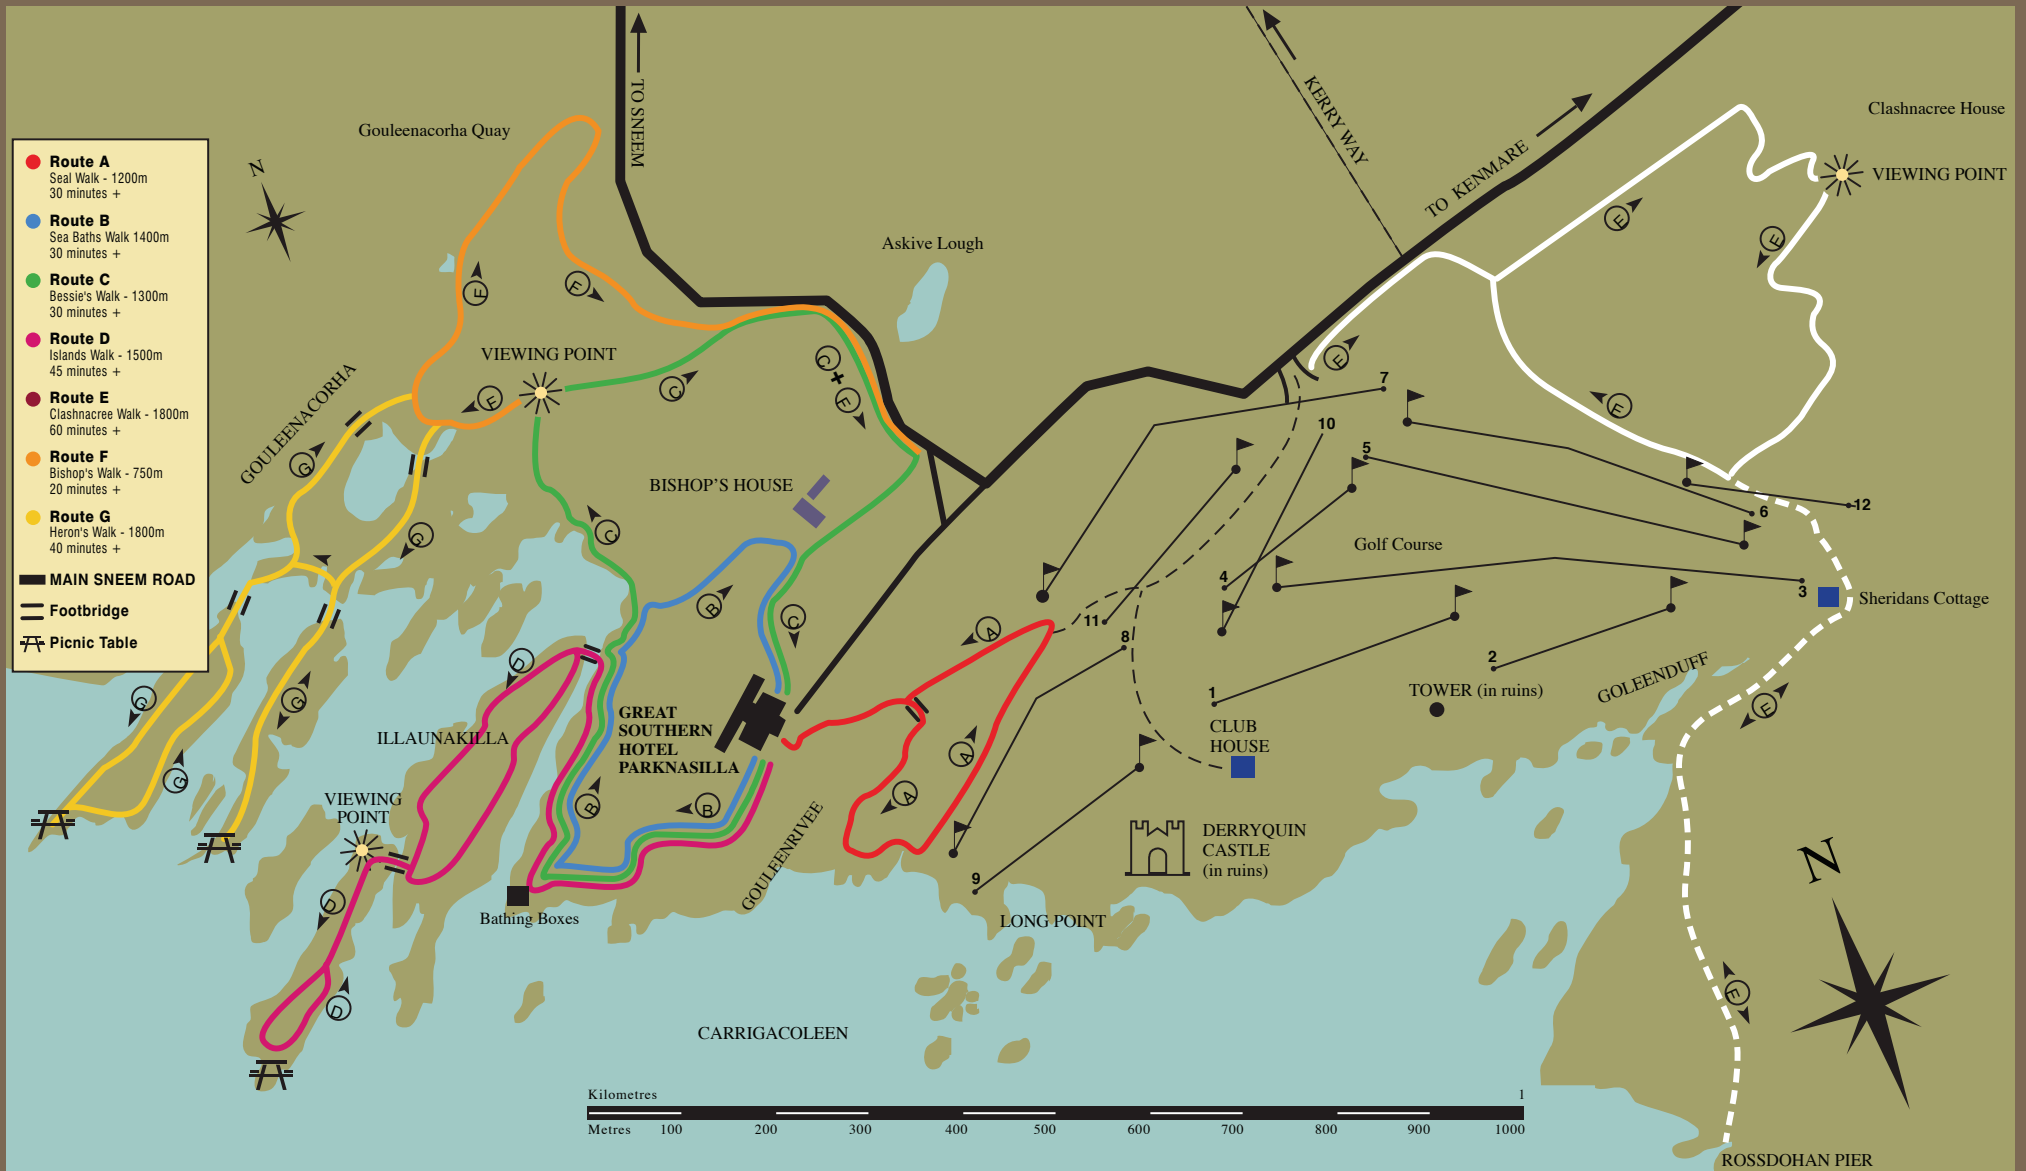 Route A
Seal Walk - 1200m
30 minutes +
Route B
Sea Baths Walk 1400m
30 minutes +
Route C
Bessie's Walk - 1300m
30 minutes +
Route D
Islands Walk - 1500m
45 minutes +
Route E
Clashnacree Walk - 1800m
60 minutes +
Route F
Bishop's Walk - 750m
20 minutes +
Route G
Heron's Walk - 1800m
40 minutes +
MAIN SNEEM ROAD
Footbridge
Picnic Table
N
Gouleenacorha Quay
TO SNEEM
KERRY WAY
TO KENMARE
Clashnacree House
VIEWING POINT
Askive Lough
E
E
E
E
F
F
F
VIEWING POINT
C
C + F
GOULEENACORHA
G
G
BISHOP'S HOUSE
C
7
10
5
6
12
Golf Course
4
3
Sheridans Cottage
11
8
B
C
A
D
2
1
TOWER (in ruins)
GOLEENDUFF
E
G
G
G
ILLAUNAKILLA
GREAT
SOUTHERN
HOTEL
PARKNASILLA
A
CLUB
HOUSE
VIEWING
POINT
B
B
A
GOULEENRIVEE
DERRYQUIN
CASTLE
(in ruins)
9
D
Bathing Boxes
LONG POINT
N
E
D
CARRIGACOLEEN
Kilometres 1
Metres 100 200 300 400 500 600 700 800 900 1000
ROSSDOHAN PIER